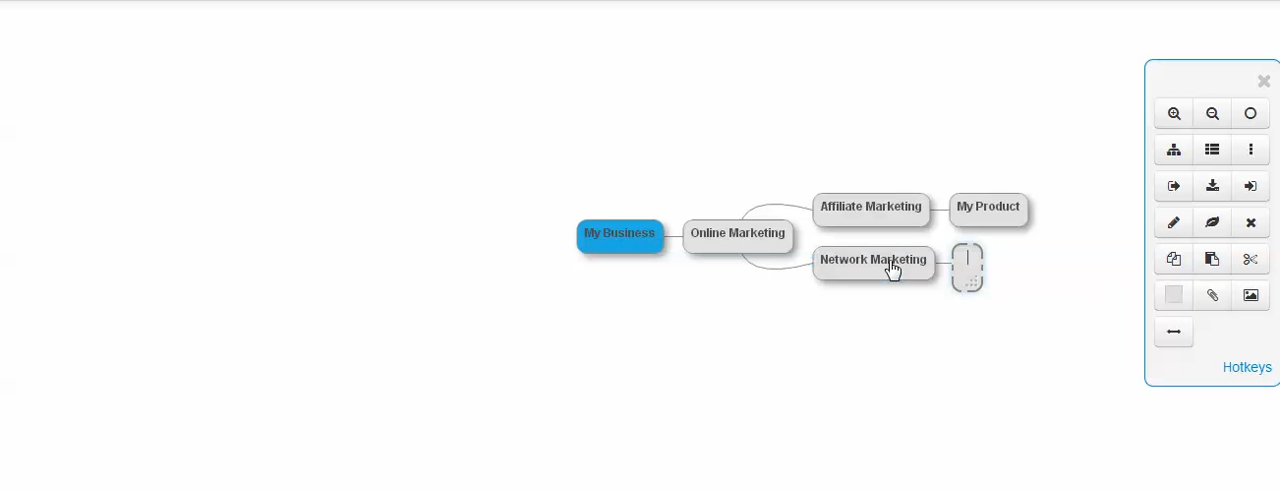 Affiliate Marketing
My Product
My Business
Online Marketing
Network Marketing
Hotkeys